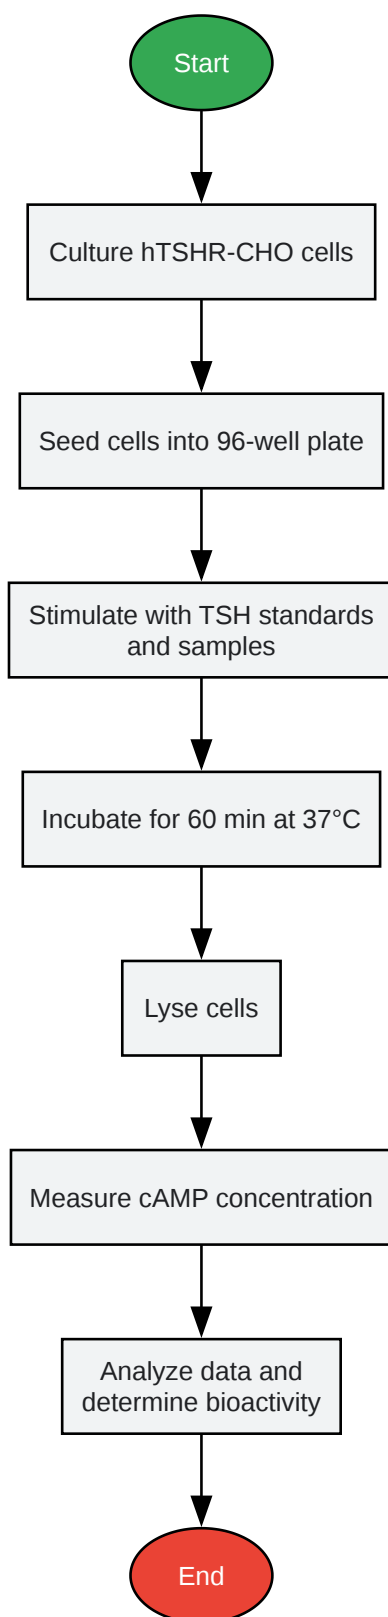 Start
Culture hTSHR-CHO cells
Seed cells into 96-well plate
Stimulate with TSH standards
and samples
Incubate for 60 min at 37°C
Lyse cells
Measure cAMP concentration
Analyze data and
determine bioactivity
End